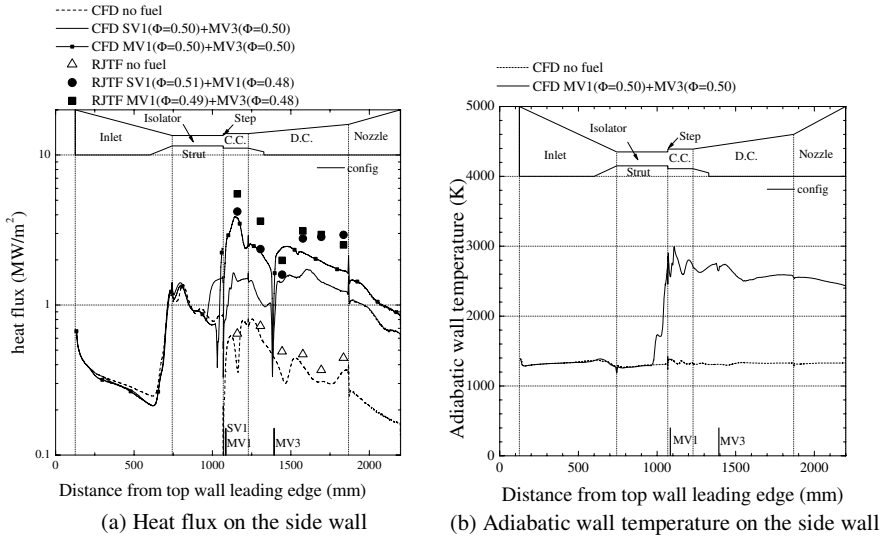 CFD no fuel
CFD SV1(Φ=0.50)+MV3(Φ=0.50)
CFD MV1(Φ=0.50)+MV3(Φ=0.50)
RJTF no fuel
RJTF SV1(Φ=0.51)+MV1(Φ=0.48)
RJTF MV1(Φ=0.49)+MV3(Φ=0.48)
Isolator
Step
Inlet
C.C.
D.C.
Nozzle
Strut
config
10
1
0.1
heat flux (MW/m²)
SV1
MV1
MV3
0 500 1000 1500 2000
Distance from top wall leading edge (mm)
(a) Heat flux on the side wall
CFD no fuel
CFD MV1(Φ=0.50)+MV3(Φ=0.50)
5000
4000
3000
2000
1000
0
Adiabatic wall temperature (K)
Isolator
Step
Inlet
C.C.
D.C.
Nozzle
Strut
config
MV1
MV3
0 500 1000 1500 2000
Distance from top wall leading edge (mm)
(b) Adiabatic wall temperature on the side wall